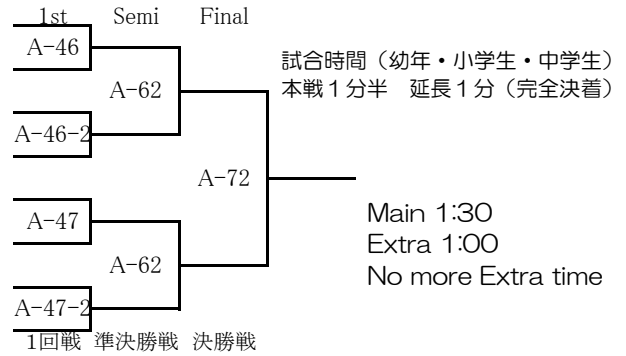 1st Semi Final
A-46
A-62
A-46-2
A-72
A-47
A-62
A-47-2
1回戦 準決勝戦 決勝戦
試合時間（幼年・小学生・中学生）
本戦１分半　延長１分（完全決着）
Main 1:30
Extra 1:00
No more Extra time